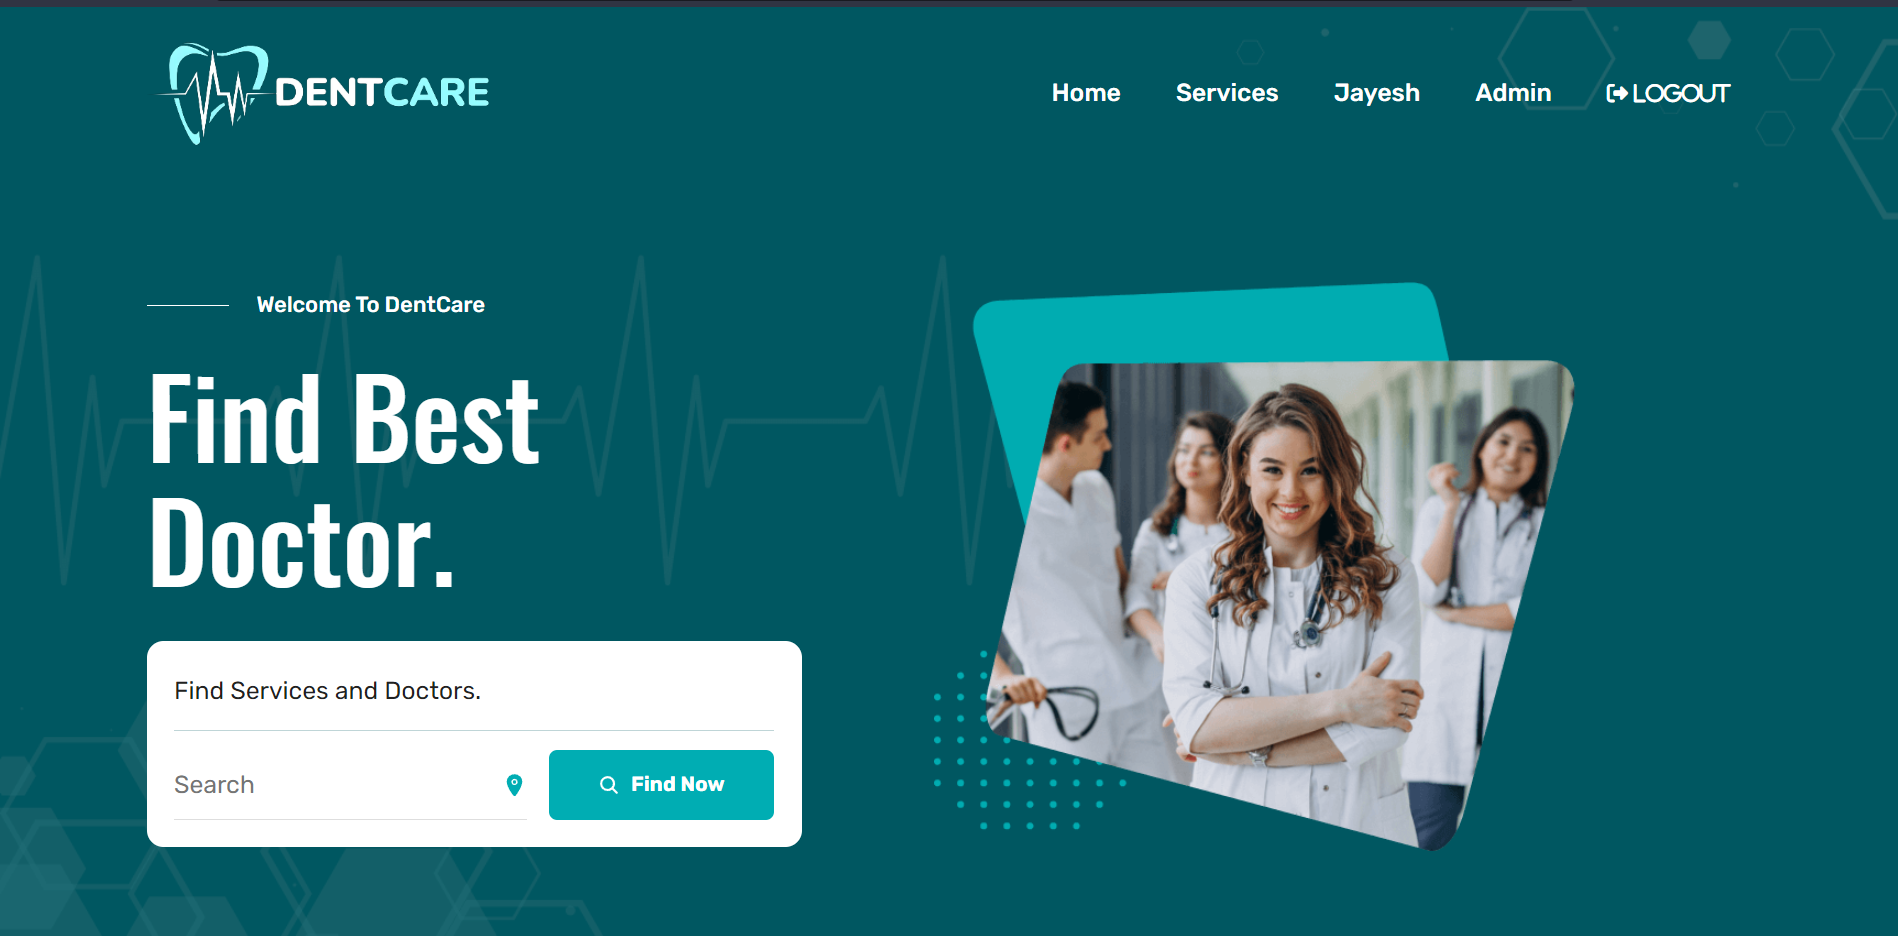 DENTCARE
Home Services Jayesh Admin LOGOUT
Welcome To DentCare
Find Best
Doctor.
Find Services and Doctors.
Search Find Now